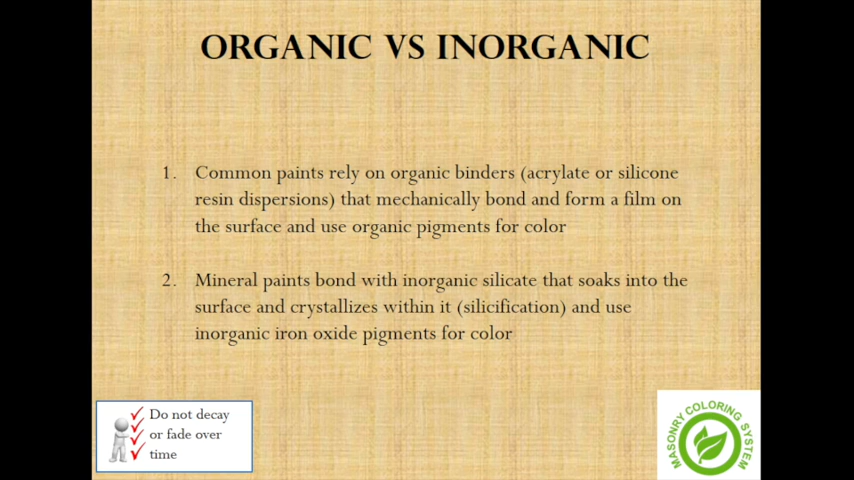 ORGANIC VS INORGANIC
1. Common paints rely on organic binders (acrylate or silicone
resin dispersions) that mechanically bond and form a film on
the surface and use organic pigments for color
2. Mineral paints bond with inorganic silicate that soaks into the
surface and crystallizes within it (silicification) and use
inorganic iron oxide pigments for color
Do not decay
or fade over
time
MASONRY COLORING SYSTEM